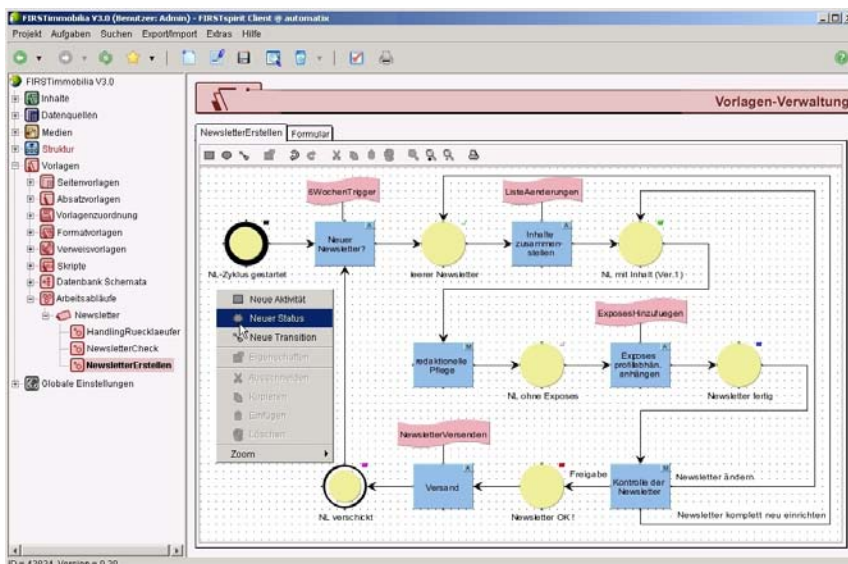 FIRSTimmobilia V3.0 (Benutzer: Admin) - FIRSTspirit Client @ automatix
Projekt Aufgaben Suchen Export/Import Extras Hilfe
FIRSTimmobilia V3.0
Inhalte
Datenquellen
Medien
Struktur
Vorlagen
Seitenvorlagen
Absatzvorlagen
Vorlagenzuordnung
Formatvorlagen
Verweisvorlagen
Skripte
Datenbank Schemata
Arbeitsabläufe
Newsletter
HandlingRuecklaeufer
NewsletterCheck
NewsletterErstellen
Globale Einstellungen
Vorlagen-Verwaltung
NewsletterErstellen Formular
6WochenTrigger
ListeAenderungen
Neuer
Newsletter?
Inhalte
zusammen-
stellen
NL-Zyklus gestartet
leerer Newsletter
NL mit Inhalt (Ver.1)
Neue Aktivität
Neuer Status
Neue Transition
Eigenschaften
Ausschneiden
Kopieren
Einfügen
Löschen
Zoom
ExposesHinzufuegen
redaktionelle
Pflege
Exposes
profilabhän.
anhängen
NL ohne Exposes
Newsletter fertig
NewsletterVersenden
Versand
Freigabe
Kontrolle der
Newsletter
Newsletter ändern
NL verschickt
Newsletter OK!
Newsletter komplett neu einrichten